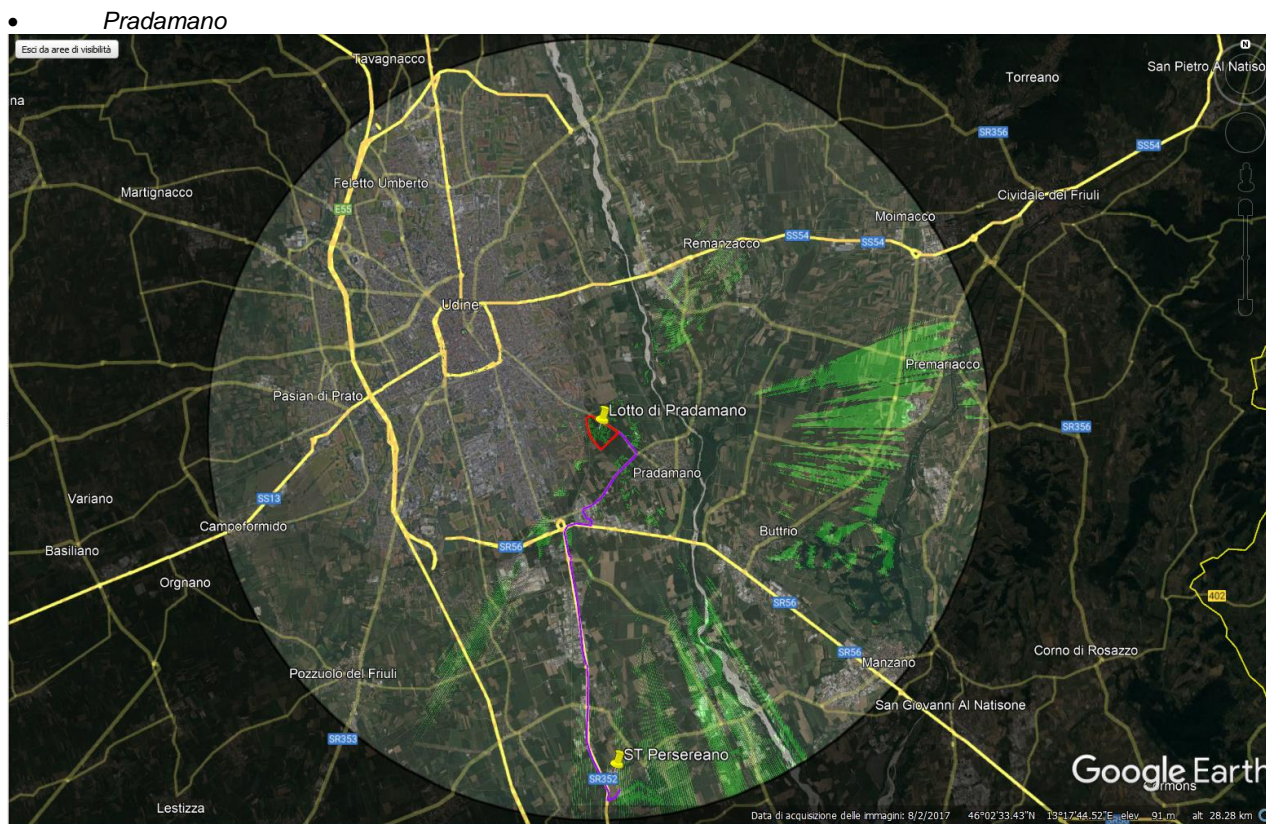 • Pradamano
Esci da aree di visibilità
N
Tavagnacco
San Pietro Al Natiso
Torreano
na
SR356
SS54
Martignacco
Feletto Umberto
Cividale del Friuli
E55
Moimacco
Remanzacco
SS54
SS54
Udine
Premariacco
Pasian di Prato
Lotto di Pradamano
SR356
Pradamano
Variano
SS13
Campoformido
Buttrio
Basiliano
SR56
Orgnano
SR56
402
SR56
Manzano
Corno di Rosazzo
Pozzuolo del Friuli
San Giovanni Al Natisone
SR353
ST Persereano
SR352
Google Earth
Lestizza
ormons
Data di acquisizione delle immagini: 8/2/2017 46°02'33.43"N 13°17'44.52"E elev 91 m alt 28.28 km